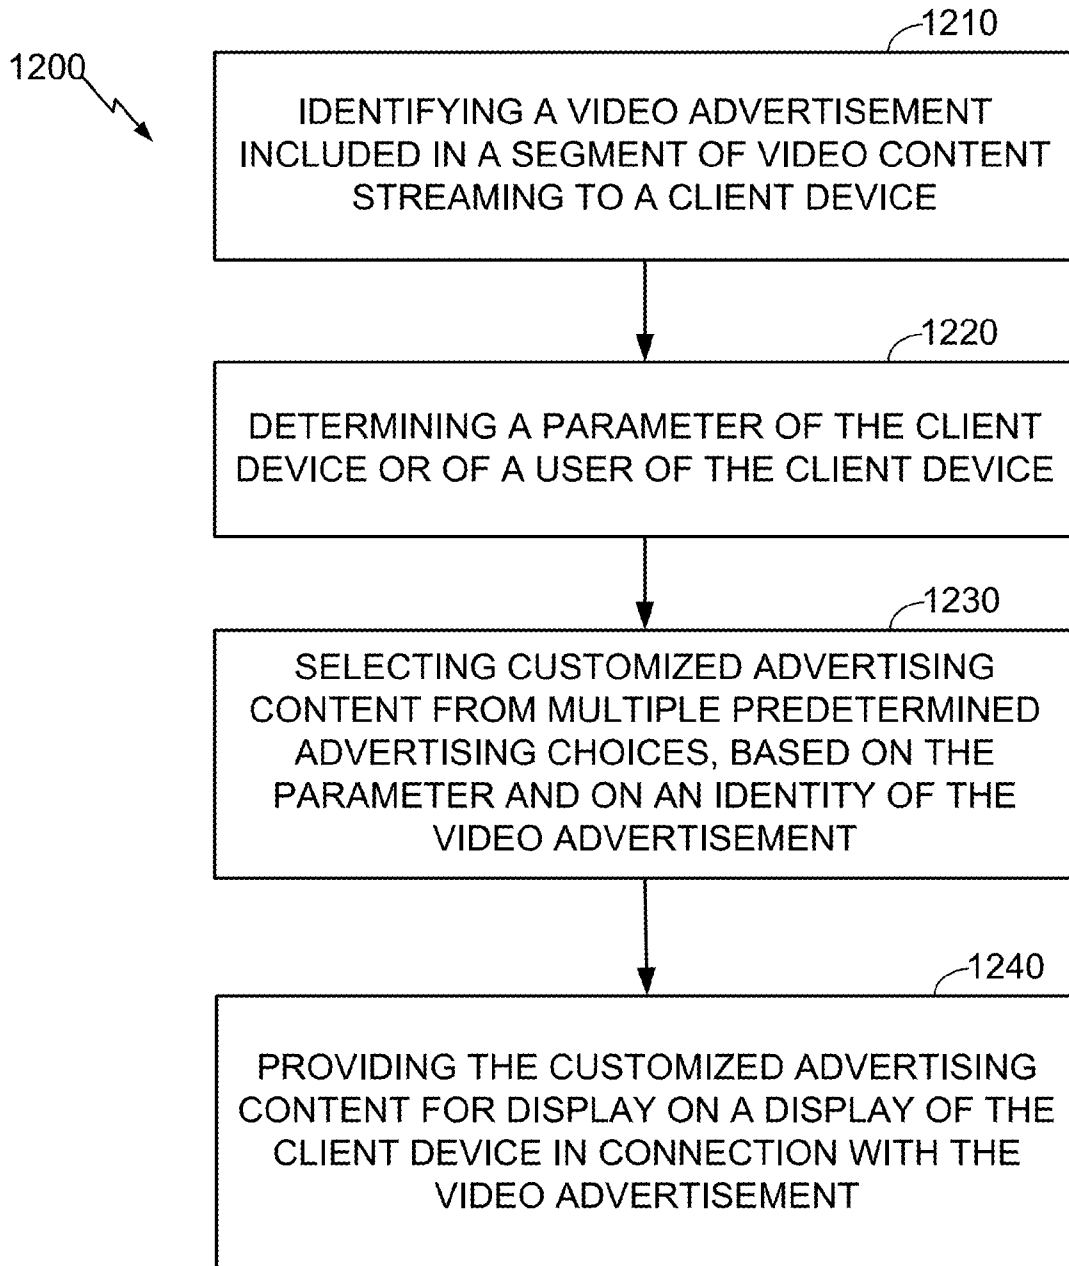 1200
1210
IDENTIFYING A VIDEO ADVERTISEMENT
INCLUDED IN A SEGMENT OF VIDEO CONTENT
STREAMING TO A CLIENT DEVICE
1220
DETERMINING A PARAMETER OF THE CLIENT
DEVICE OR OF A USER OF THE CLIENT DEVICE
1230
SELECTING CUSTOMIZED ADVERTISING
CONTENT FROM MULTIPLE PREDETERMINED
ADVERTISING CHOICES, BASED ON THE
PARAMETER AND ON AN IDENTITY OF THE
VIDEO ADVERTISEMENT
1240
PROVIDING THE CUSTOMIZED ADVERTISING
CONTENT FOR DISPLAY ON A DISPLAY OF THE
CLIENT DEVICE IN CONNECTION WITH THE
VIDEO ADVERTISEMENT